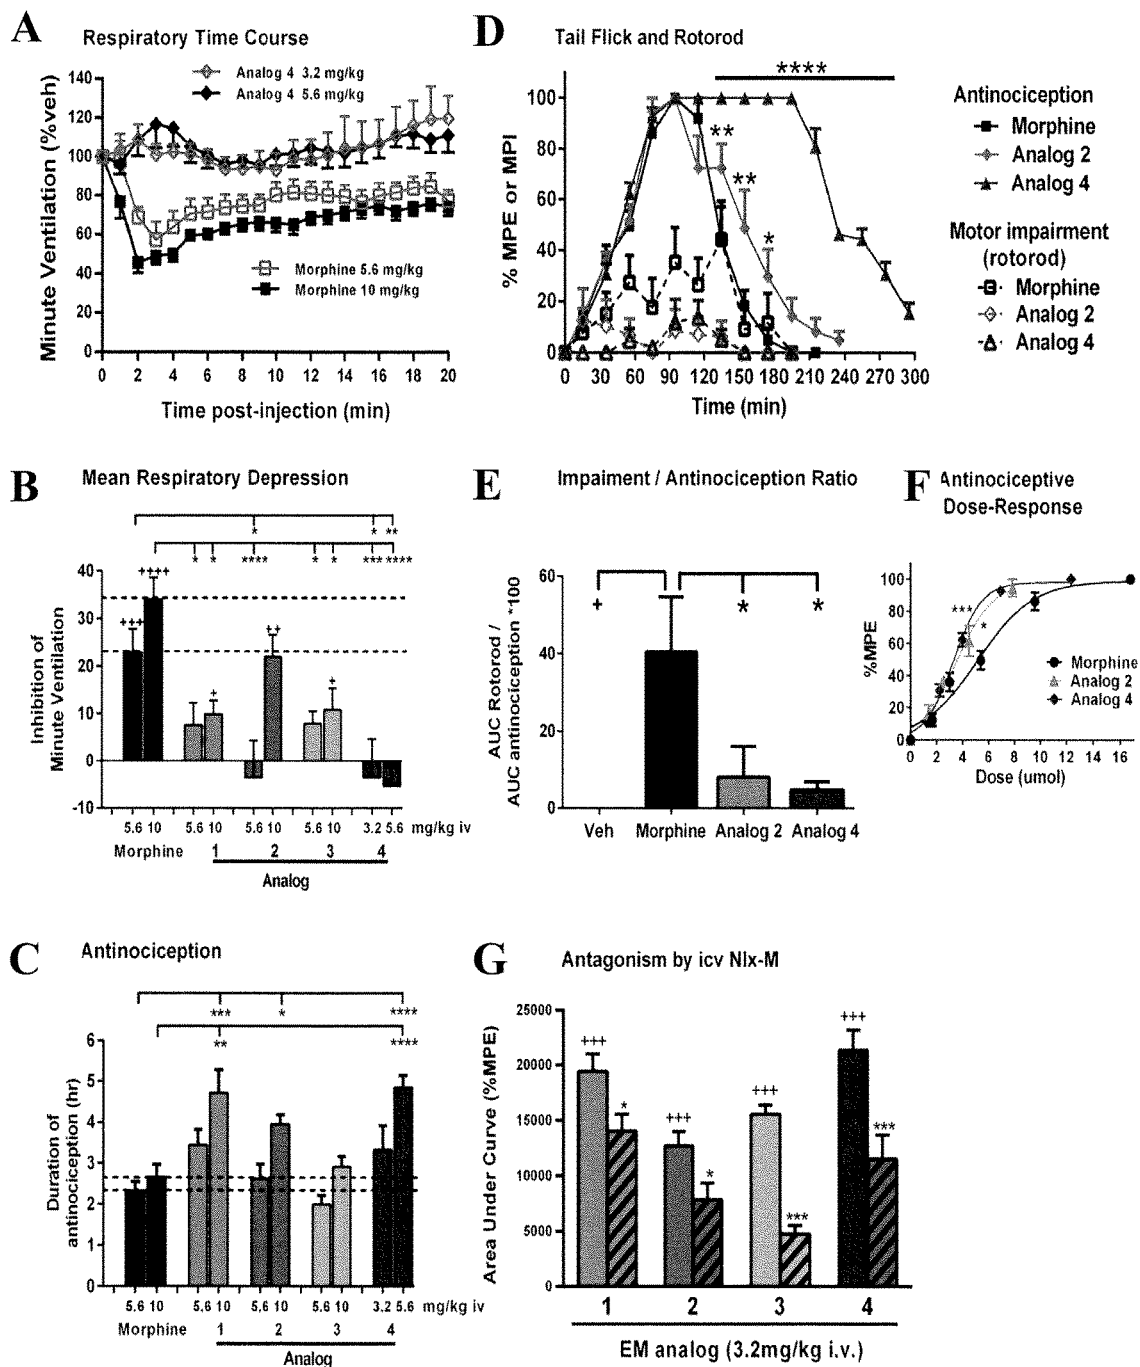 A Respiratory Time Course
Analog 4 3.2 mg/kg
Analog 4 5.6 mg/kg
Minute Ventilation (%veh)
140
120
100
80
60
40
20
0
Morphine 5.6 mg/kg
Morphine 10 mg/kg
0 2 4 6 8 10 12 14 16 18 20
Time post-injection (min)
D Tail Flick and Rotorod
****
**
**
*
% MPE or MPI
100
80
60
40
20
0
0 30 60 90 120 150 180 210 240 270 300
Time (min)
Antinociception
Morphine
Analog 2
Analog 4
Motor impairment
(rotorod)
Morphine
Analog 2
Analog 4
B Mean Respiratory Depression
* * **
* * **** * * *** ****
+++ ++++ + ++ +
Inhibition of
Minute Ventilation
40
30
20
10
0
-10
5.6 10 5.6 10 5.6 10 5.6 10 3.2 5.6 mg/kg iv
Morphine 1 2 3 4
Analog
E Impaiment / Antinociception Ratio
+ * *
AUC Rotorod /
AUC antinociception *100
60
40
20
0
Veh Morphine Analog 2 Analog 4
F Antinociceptive
Dose-Response
%MPE
100
80
60
40
20
0
***
*
Morphine
Analog 2
Analog 4
0 2 4 6 8 10 12 14 16
Dose (umol)
C Antinociception
*** * ****
** ****
Duration of
antinociception (hr)
6
5
4
3
2
1
0
5.6 10 5.6 10 5.6 10 5.6 10 3.2 5.6 mg/kg iv
Morphine 1 2 3 4
Analog
G Antagonism by icv Nlx-M
Area Under Curve (%MPE)
25000
20000
15000
10000
5000
0
+++ * +++ * +++ *** +++ ***
1 2 3 4
EM analog (3.2mg/kg i.v.)